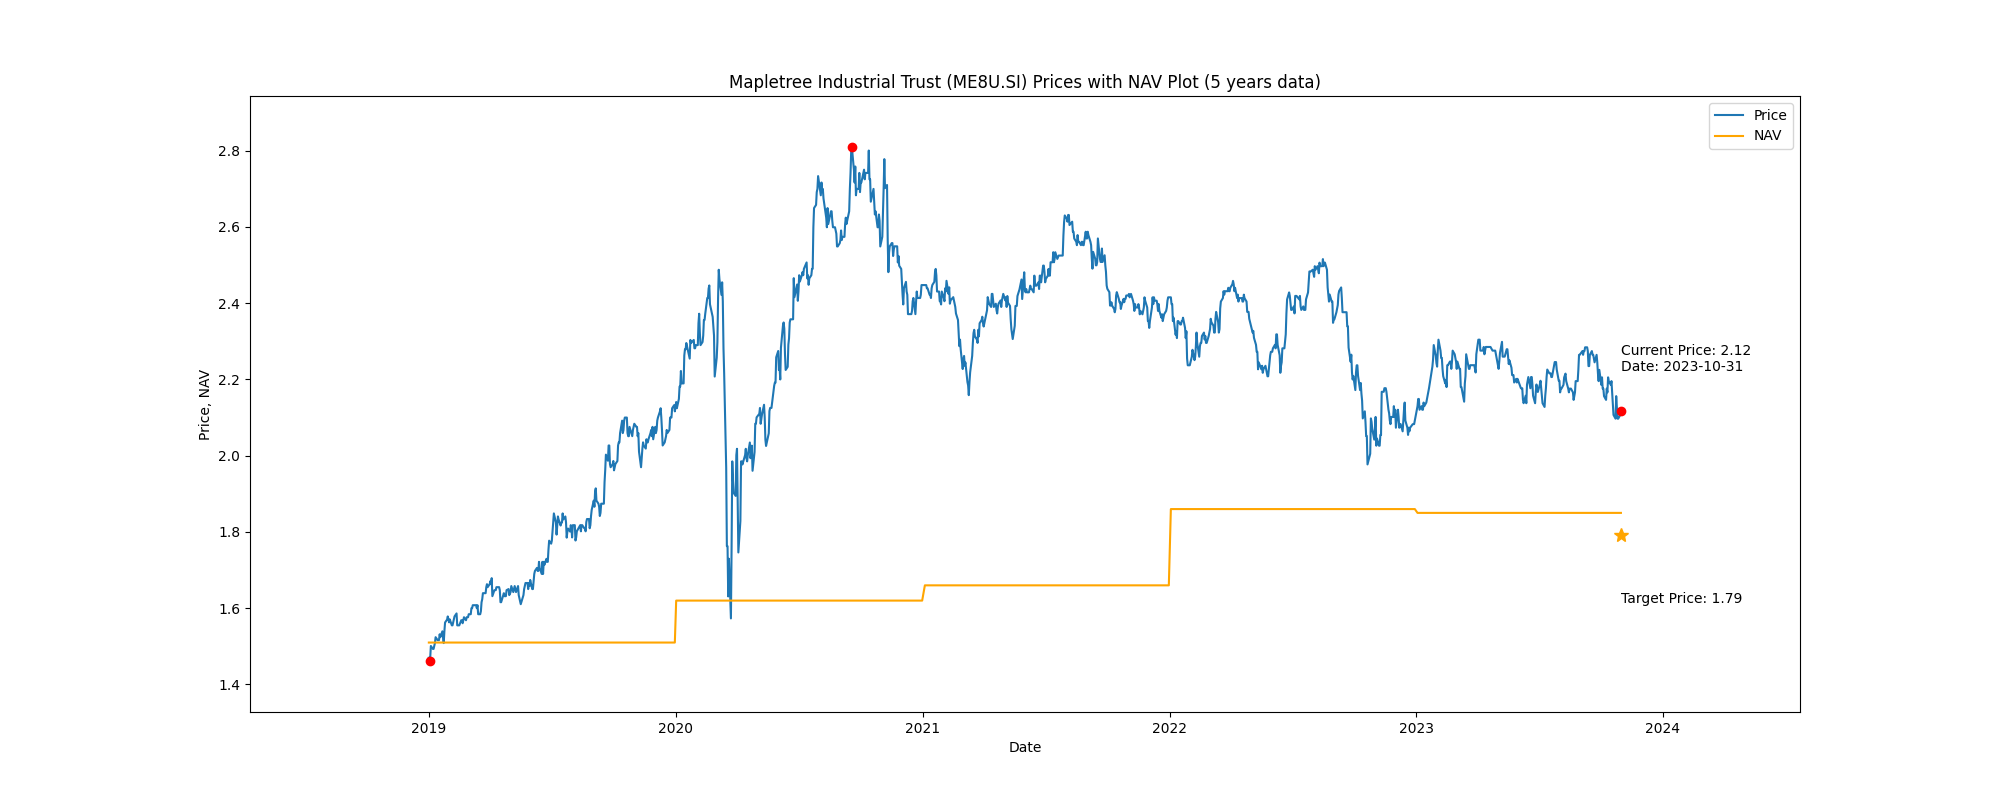 Mapletree Industrial Trust (ME8U.SI) Prices with NAV Plot (5 years data)
Price
NAV
Price, NAV
2.8
2.6
2.4
2.2
2.0
1.8
1.6
1.4
Current Price: 2.12
Date: 2023-10-31
Target Price: 1.79
2019
2020
2021
2022
2023
2024
Date